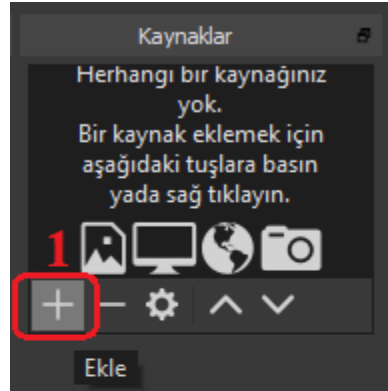 Kaynaklar
Herhangi bir kaynağınız
yok.
Bir kaynak eklemek için
aşağıdaki tuşlara basın
yada sağ tıklayın.
1
Ekle